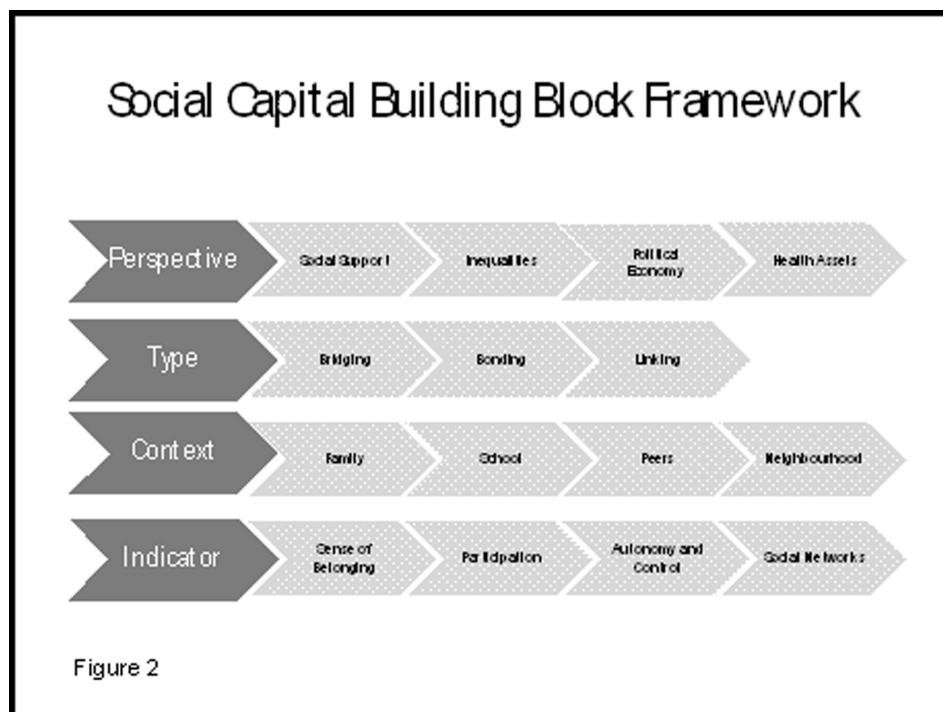 Social Capital Building Block Framework
Perspective
Social Support
Inequalities
Political
Economy
Health Assets
Type
Bridging
Bonding
Linking
Context
Family
School
Peers
Neighbourhood
Indicator
Sense of
Belonging
Participation
Autonomy and
Control
Social Networks
Figure 2